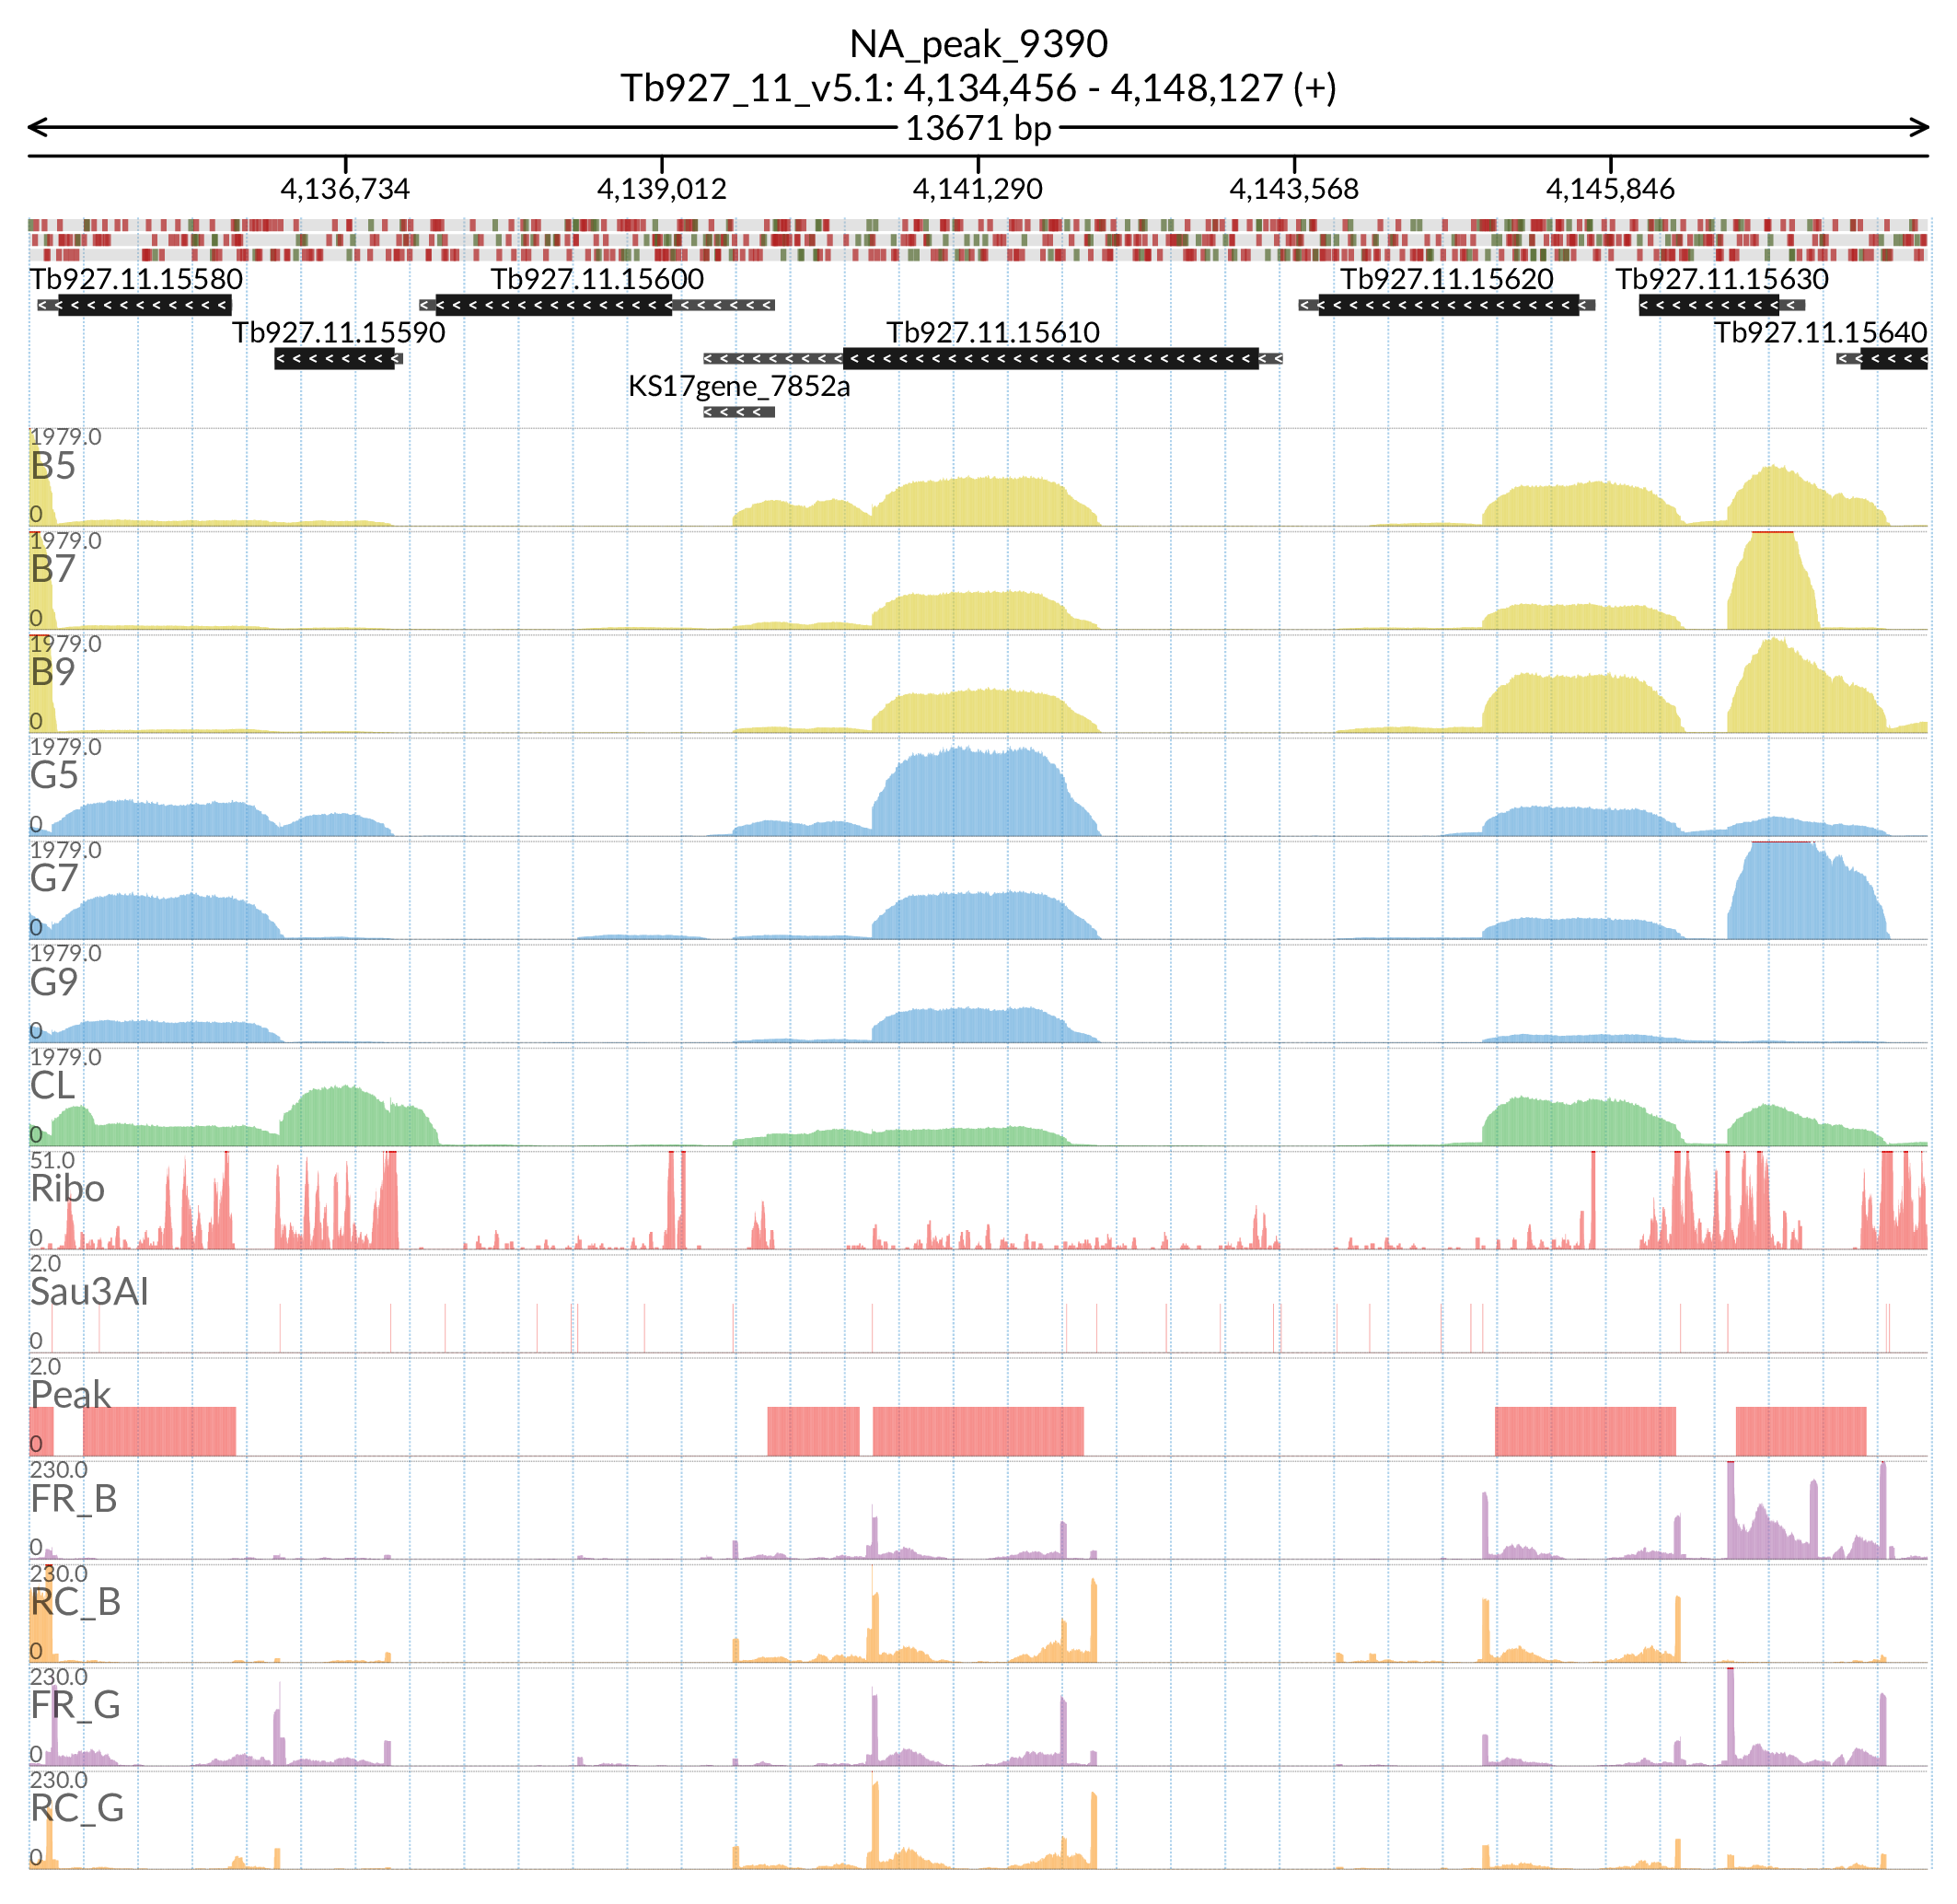 NA_peak_9390
Tb927_11_v5.1: 4,134,456 - 4,148,127 (+)
13671 bp
4,136,734 4,139,012 4,141,290 4,143,568 4,145,846
Tb927.11.15580 Tb927.11.15600 Tb927.11.15620 Tb927.11.15630
Tb927.11.15590 Tb927.11.15610 Tb927.11.15640
KS17gene_7852a
1979.0
B5
0
1979.0
B7
0
1979.0
B9
0
1979.0
G5
0
1979.0
G7
0
1979.0
G9
0
1979.0
CL
0
51.0
Ribo
0
2.0
Sau3AI
0
2.0
Peak
0
230.0
FR_B
0
230.0
RC_B
0
230.0
FR_G
0
230.0
RC_G
0